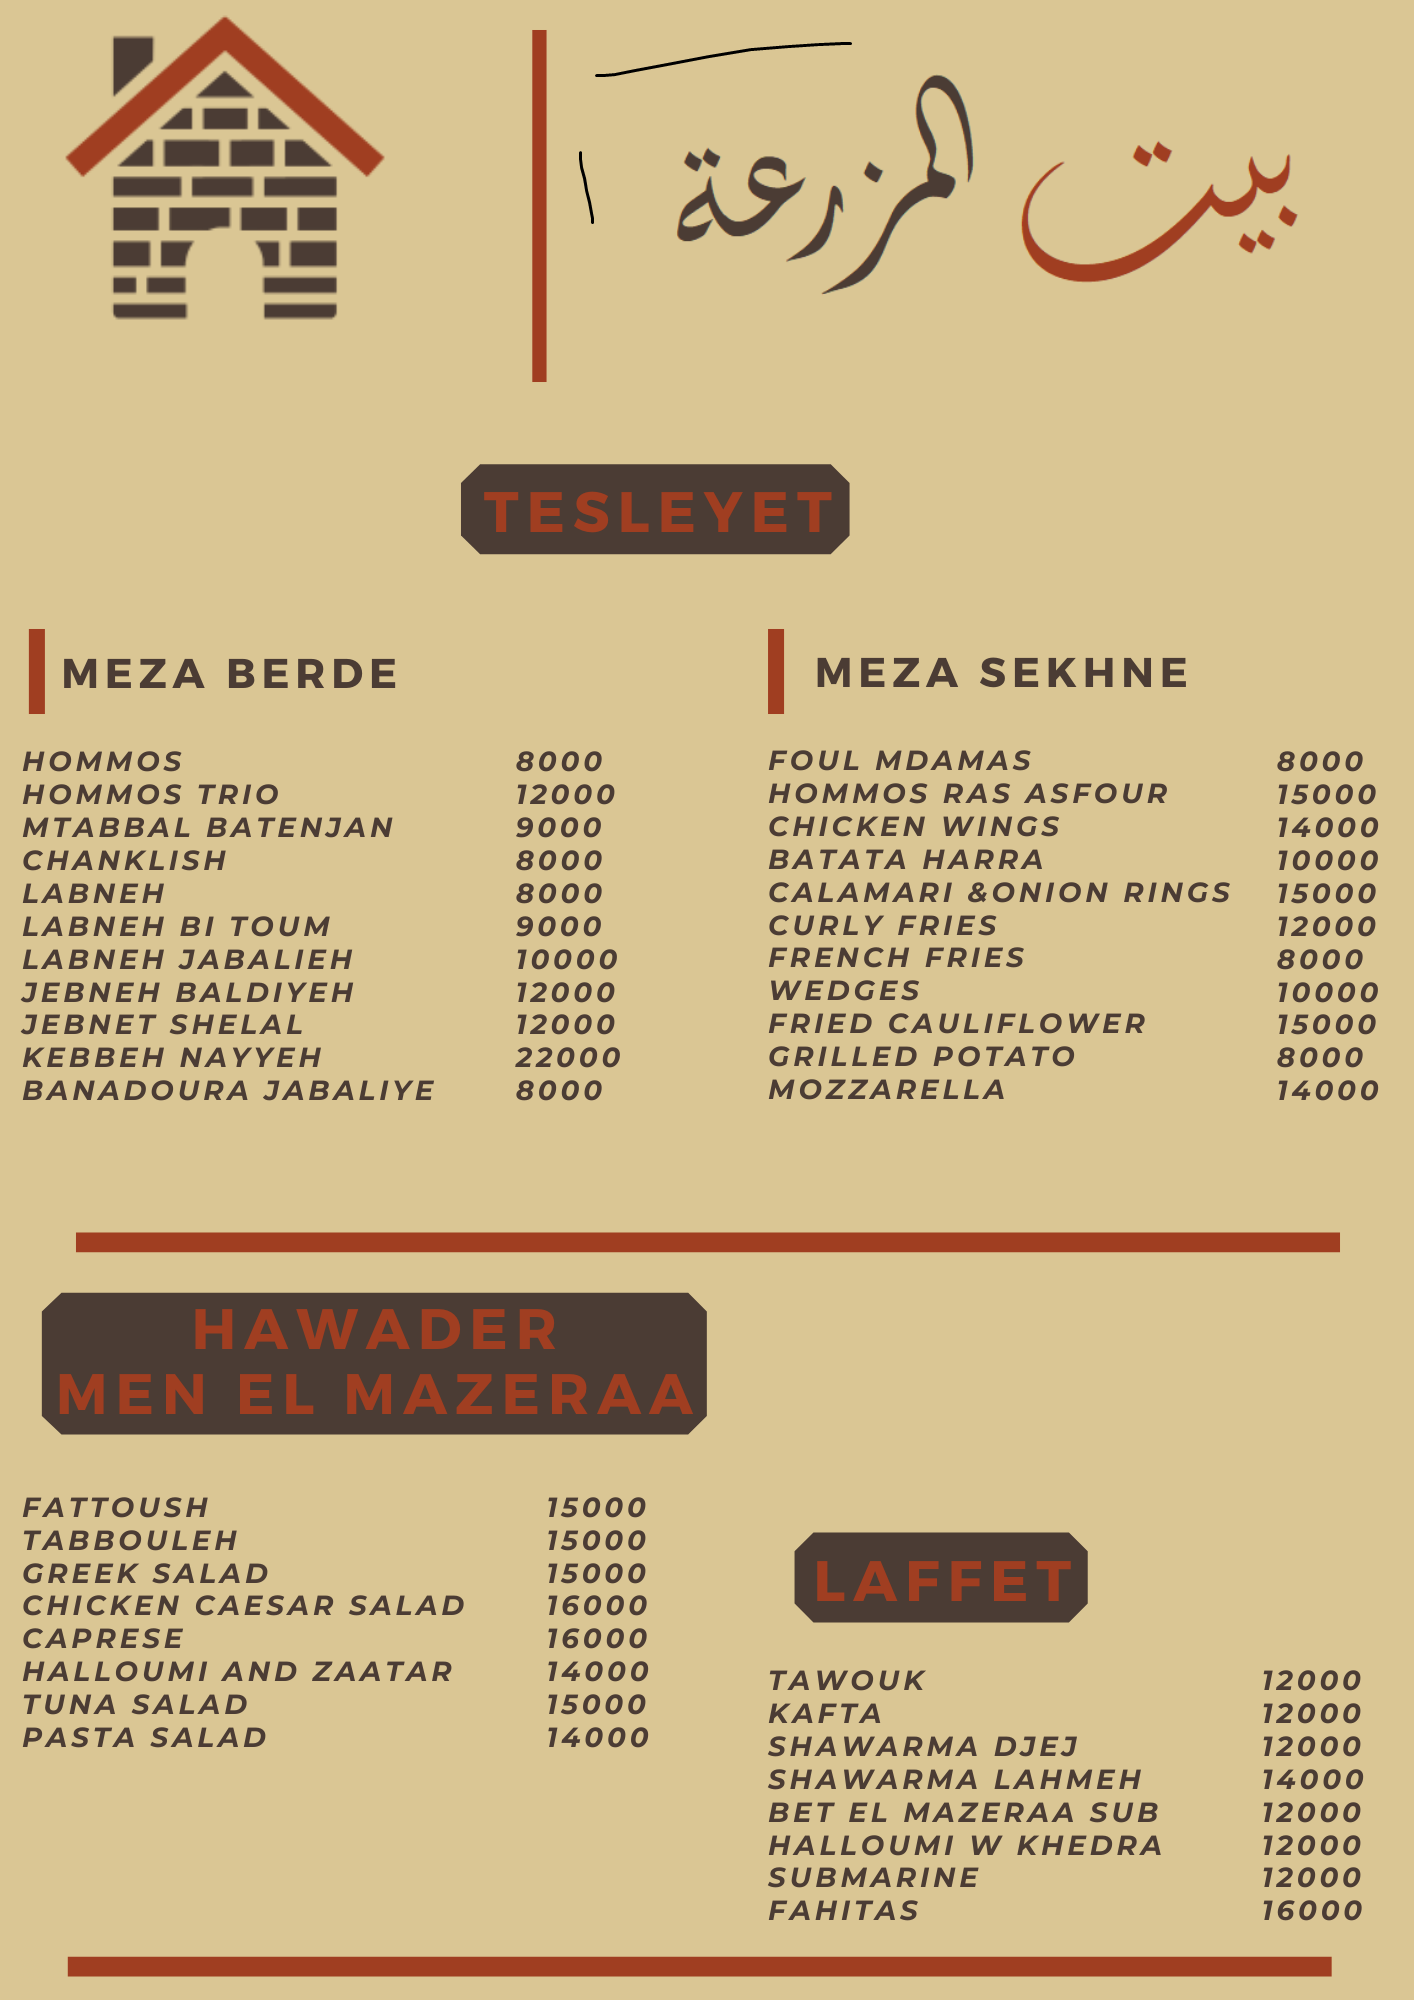 بيت المزرعة
TESLEYET
MEZA BERDE
HOMMOS 8000
HOMMOS TRIO 12000
MTABBAL BATENJAN 9000
CHANKLISH 8000
LABNEH 8000
LABNEH BI TOUM 9000
LABNEH JABALIEH 10000
JEBNEH BALDIYEH 12000
JEBNET SHELAL 12000
KEBBEH NAYYEH 22000
BANADOURA JABALIYE 8000
MEZA SEKHNE
FOUL MDAMAS 8000
HOMMOS RAS ASFOUR 15000
CHICKEN WINGS 14000
BATATA HARRA 10000
CALAMARI &ONION RINGS 15000
CURLY FRIES 12000
FRENCH FRIES 8000
WEDGES 10000
FRIED CAULIFLOWER 15000
GRILLED POTATO 8000
MOZZARELLA 14000
HAWADER
MEN EL MAZERAA
FATTOUSH 15000
TABBOULEH 15000
GREEK SALAD 15000
CHICKEN CAESAR SALAD 16000
CAPRESE 16000
HALLOUMI AND ZAATAR 14000
TUNA SALAD 15000
PASTA SALAD 14000
LAFFET
TAWOUK 12000
KAFTA 12000
SHAWARMA DJEJ 12000
SHAWARMA LAHMEH 14000
BET EL MAZERAA SUB 12000
HALLOUMI W KHEDRA 12000
SUBMARINE 12000
FAHITAS 16000